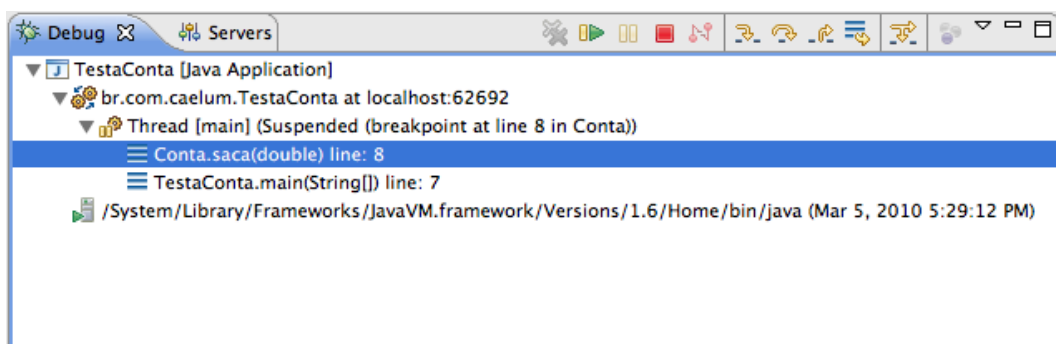 Debug Servers
TestaConta [Java Application]
br.com.caelum.TestaConta at localhost:62692
Thread [main] (Suspended (breakpoint at line 8 in Conta))
Conta.saca(double) line: 8
TestaConta.main(String[]) line: 7
/System/Library/Frameworks/JavaVM.framework/Versions/1.6/Home/bin/java (Mar 5, 2010 5:29:12 PM)